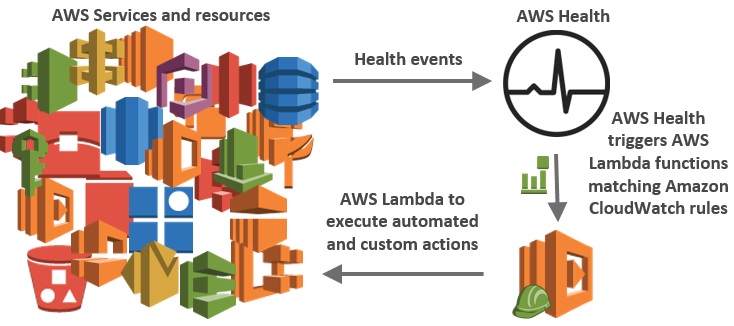 AWS Services and resources
Health events
AWS Health
AWS Health
triggers AWS
Lambda functions
matching Amazon
CloudWatch rules
AWS Lambda to
execute automated
and custom actions